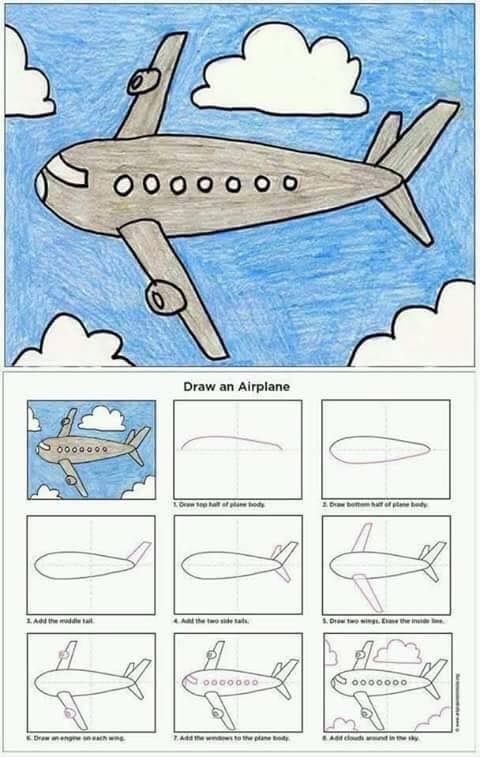 Draw an Airplane
1. Draw top half of plane body.
2. Draw bottom half of plane body.
3. Add the middle tail.
4. Add the two side tails.
5. Draw two wings. Erase the inside line.
6. Draw an engine on each wing.
7. Add the windows to the plane body.
8. Add clouds around in the sky.